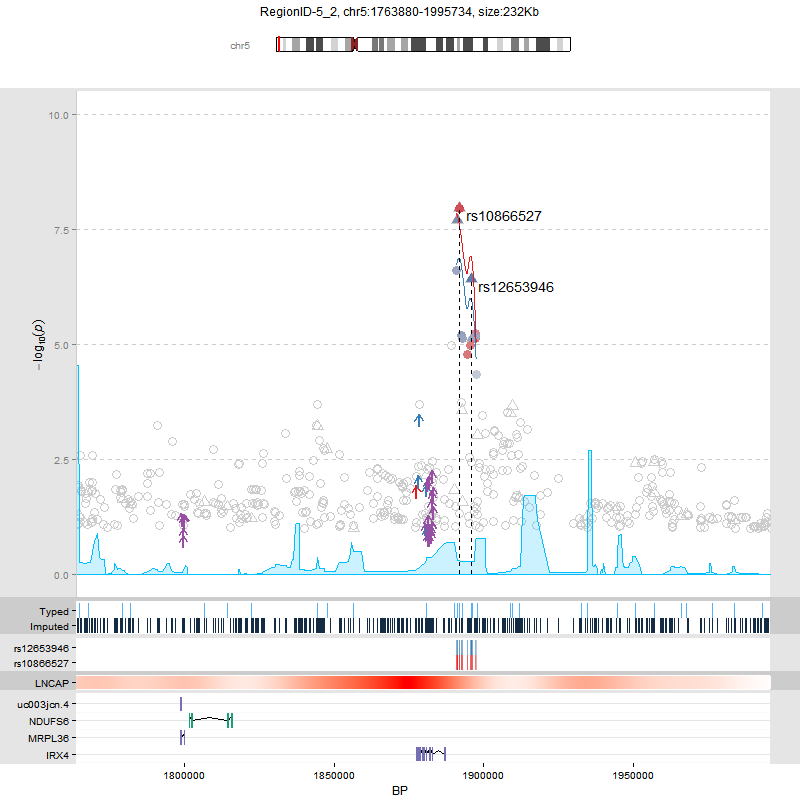 RegionID-5_2, chr5:1763880-1995734, size:232Kb
chr5
10.0
7.5
5.0
2.5
0.0
−log10(p)
rs10866527
rs12653946
Typed
Imputed
rs12653946
rs10866527
LNCAP
uc003jcn.4
NDUFS6
MRPL36
IRX4
1800000 1850000 1900000 1950000
BP